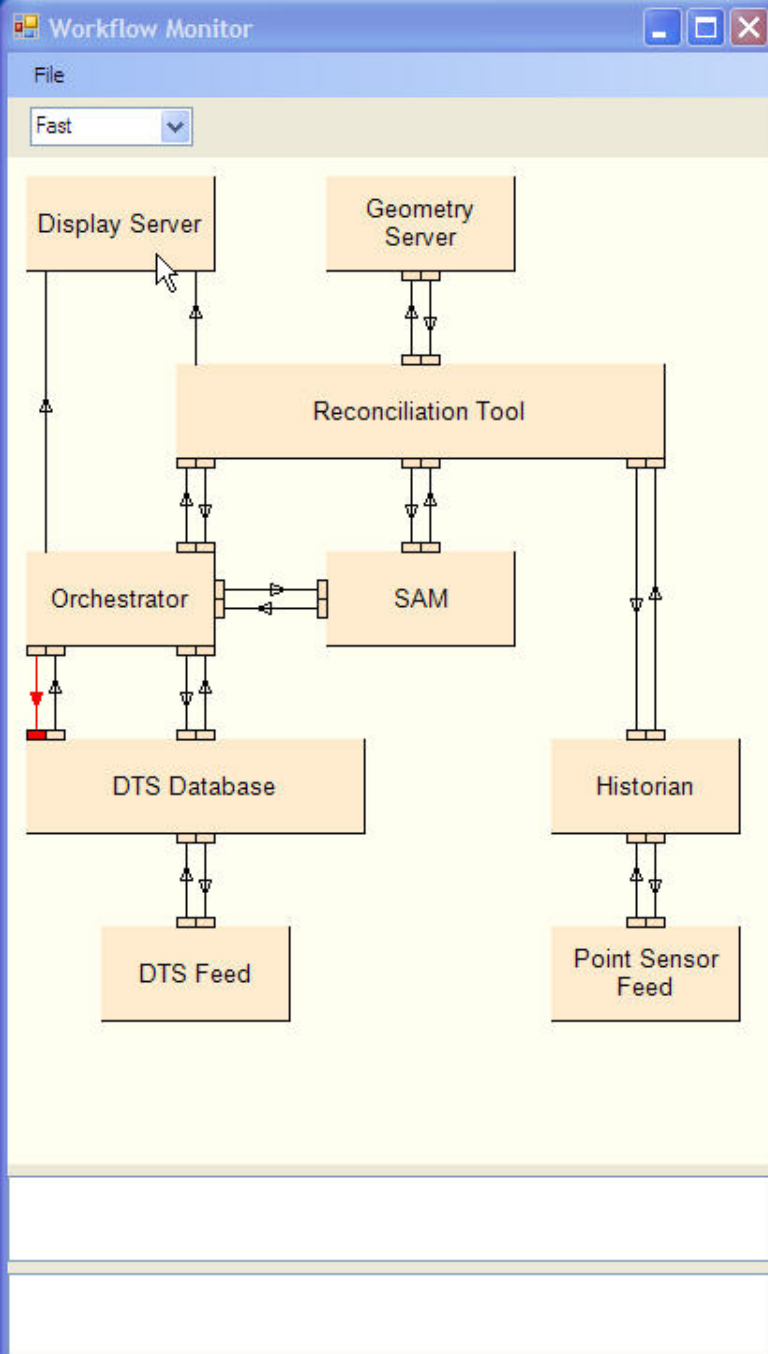 Workflow Monitor
File
Fast
Display Server
Geometry
Server
Reconciliation Tool
Orchestrator
SAM
DTS Database
Historian
DTS Feed
Point Sensor
Feed